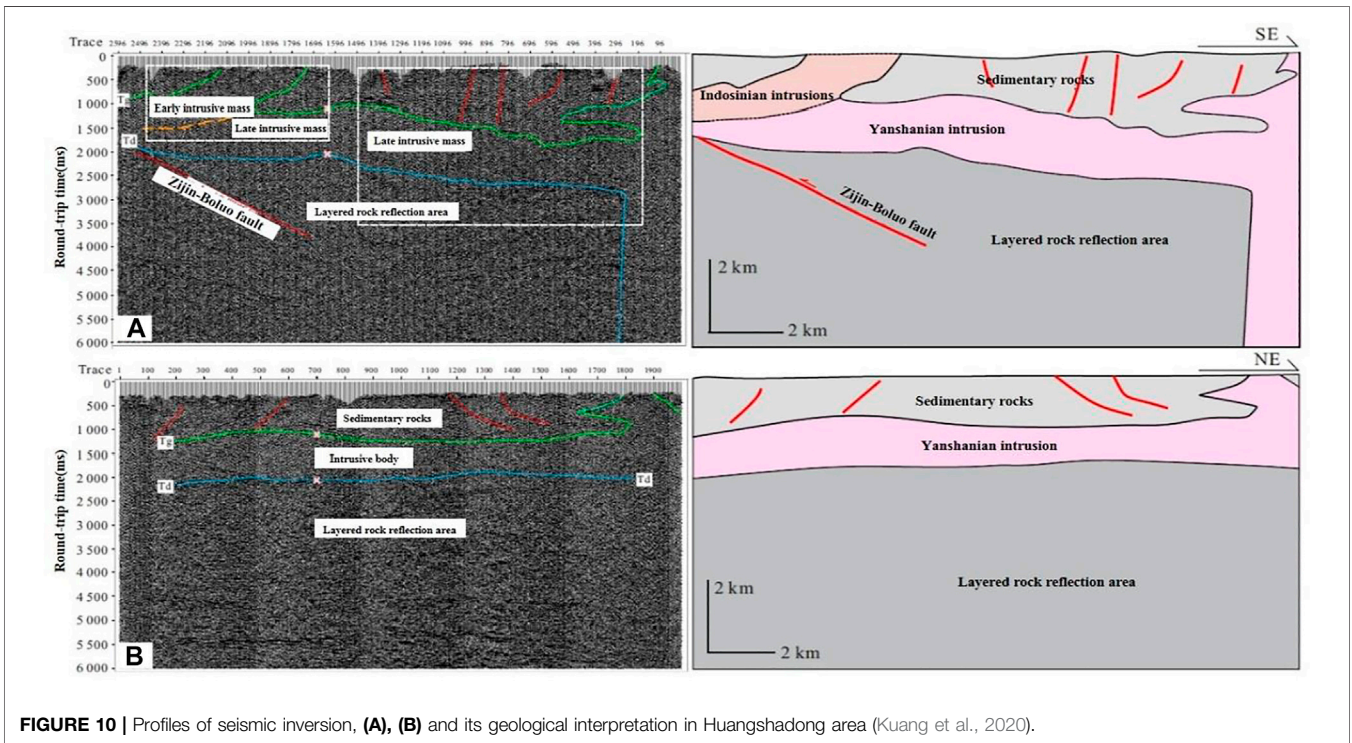 Trace
2596 2496 2396 2296 2196 2096 1996 1896 1796 1696 1596 1496 1396 1296 1196 1096 996 896 796 696 596 496 396 296 196 96
SE
0
500
1 000
1 500
2 000
2 500
3 000
3 500
4 000
4 500
5 000
5 500
6 000
Round-trip time(ms)
Tg
Td
Early intrusive mass
Late intrusive mass
Late intrusive mass
Zijin-Boluo fault
Layered rock reflection area
A
Indosinian intrusions
Sedimentary rocks
Yanshanian intrusion
Zijin-Boluo fault
Layered rock reflection area
2 km
2 km
Trace
1 100 200 300 400 500 600 700 800 900 1000 1100 1200 1300 1400 1500 1600 1700 1800 1900
NE
0
500
1 000
1 500
2 000
2 500
3 000
3 500
4 000
4 500
5 000
5 500
6 000
Round-trip time(ms)
Sedimentary rocks
Tg
Intrusive body
Td
Td
Layered rock reflection area
B
Sedimentary rocks
Yanshanian intrusion
Layered rock reflection area
2 km
2 km
FIGURE 10 | Profiles of seismic inversion, (A), (B) and its geological interpretation in Huangshadong area (Kuang et al., 2020).